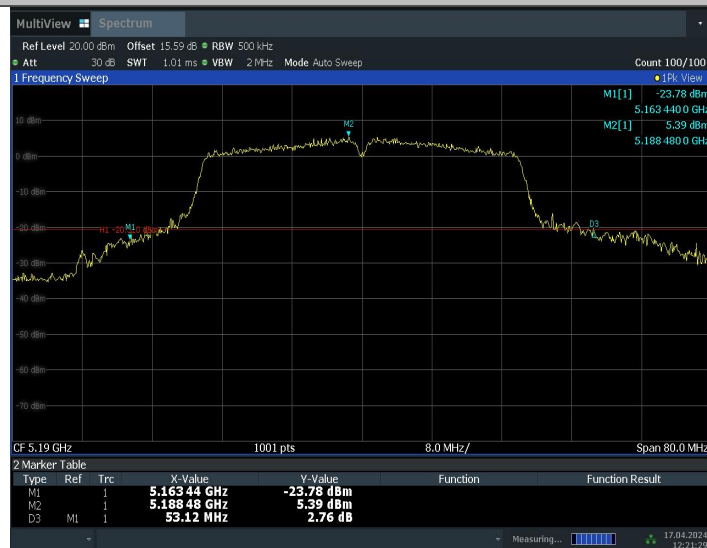 MultiView Spectrum
Ref Level 20.00 dBm Offset 15.59 dB RBW 500 kHz
Att 30 dB SWT 1.01 ms VBW 2 MHz Mode Auto Sweep Count 100/100
1 Frequency Sweep 1Pk View
M1[1] -23.78 dBm
5.163 440 0 GHz
M2[1] 5.39 dBm
5.188 480 0 GHz
10 dBm
M2
0 dBm
-10 dBm
-20 dBm
M1
D3
-30 dBm
-40 dBm
-50 dBm
-60 dBm
-70 dBm
CF 5.19 GHz 1001 pts 8.0 MHz/ Span 80.0 MHz
2 Marker Table
Type Ref Trc X-Value Y-Value Function Function Result
M1 1 5.163 44 GHz -23.78 dBm
M2 1 5.188 48 GHz 5.39 dBm
D3 M1 1 53.12 MHz 2.76 dB
Measuring... 17.04.2024
12:21:29